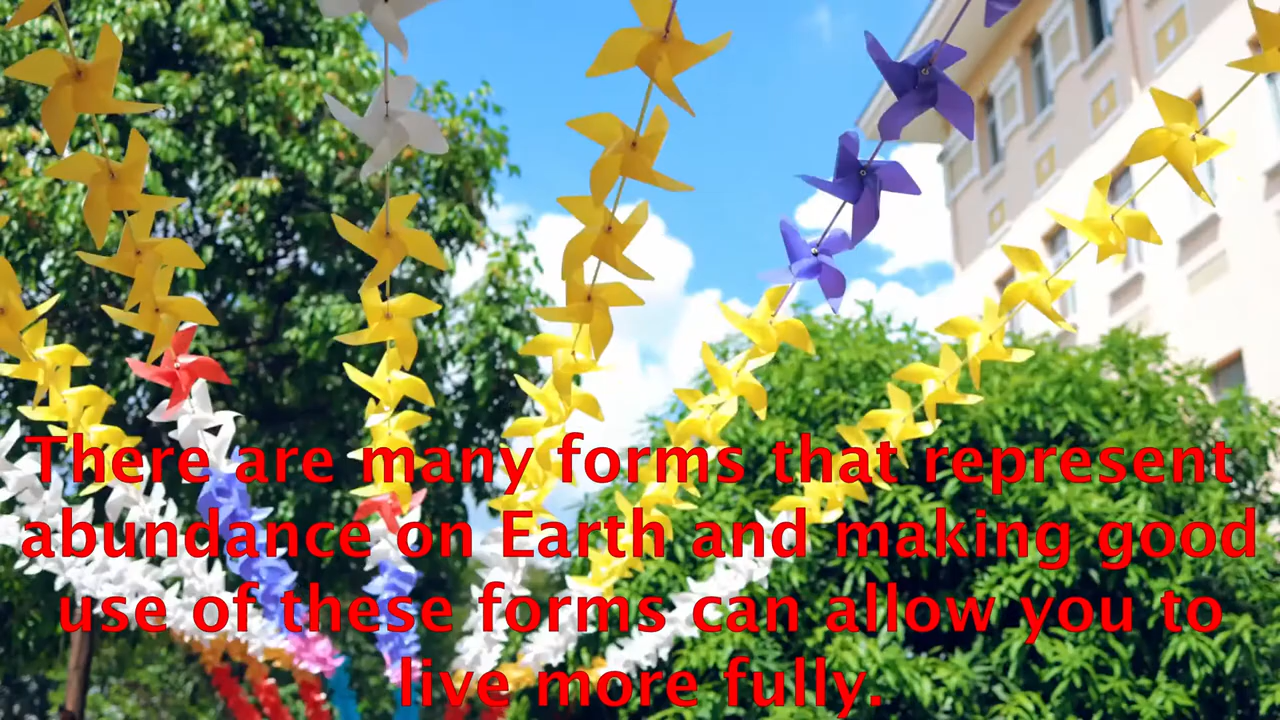 There are many forms that represent
abundance on Earth and making good
use of these forms can allow you to
live more fully.